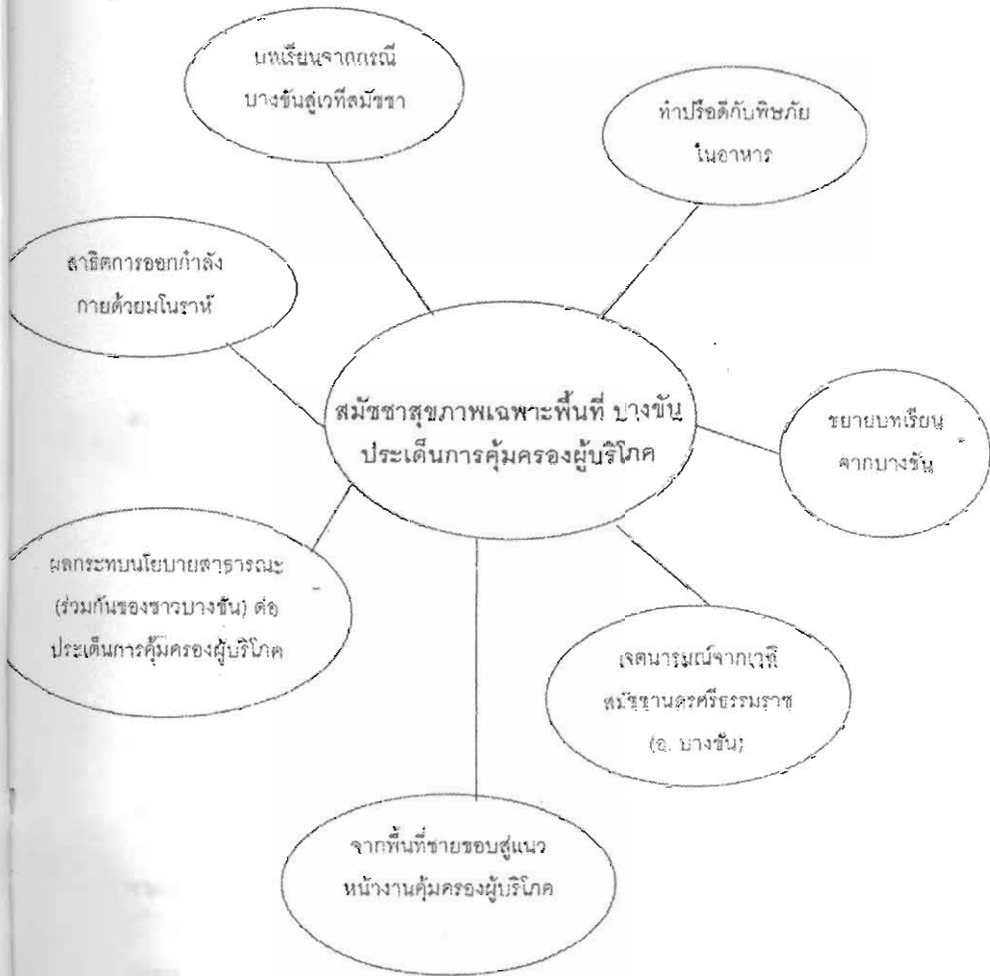 บทเรียนจากกรณี
บางขันสู่เวทีสมัชชา
ทำปรือดีกับพิษภัย
ในอาหาร
สาธิตการออกกำลัง
กายด้วยมโนราห์
สมัชชาสุขภาพเฉพาะพื้นที่ บางขัน
ประเด็นการคุ้มครองผู้บริโภค
ขยายบทเรียน
จากบางขัน
ผลกระทบนโยบายสาธารณะ
(ร่วมกันของชาวบางขัน) ต่อ
ประเด็นการคุ้มครองผู้บริโภค
เจตนารมณ์จากเวที
สมัชชานครศรีธรรมราช
(อ. บางขัน)
จากพื้นที่ชายขอบสู่แนว
หน้างานคุ้มครองผู้บริโภค